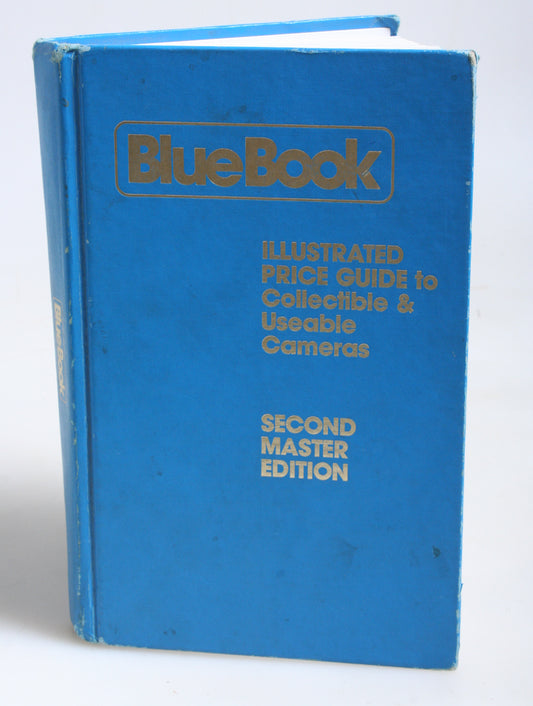 BlueBook
ILLUSTRATED
PRICE GUIDE to
Collectible &
Useable
Cameras
SECOND
MASTER
EDITION
BlueBook